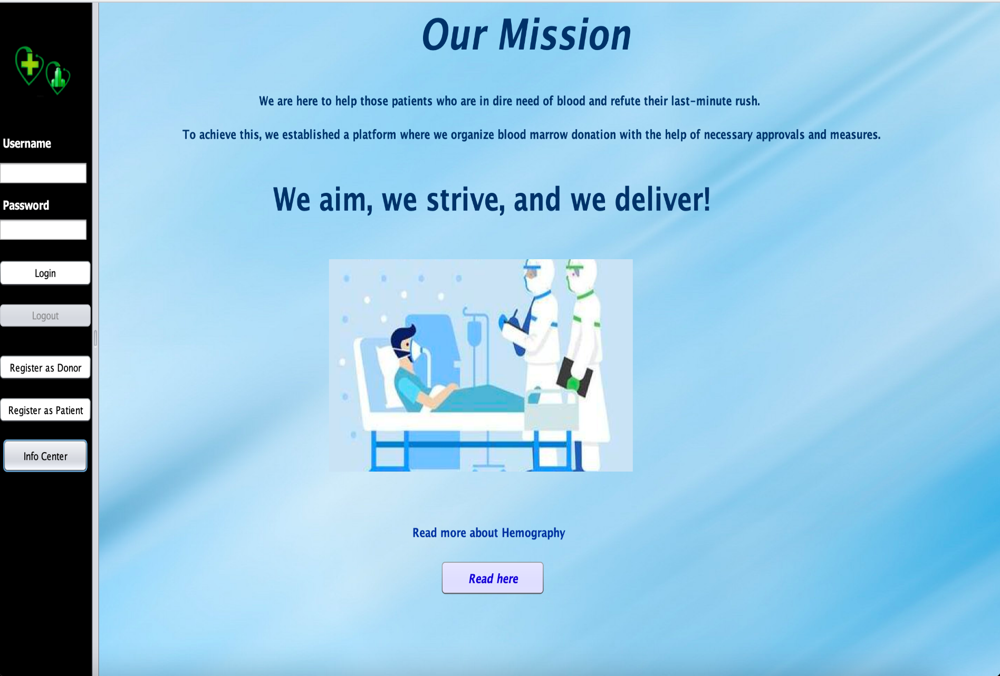 Username
Password
Login
Logout
Register as Donor
Register as Patient
Info Center
Our Mission
We are here to help those patients who are in dire need of blood and refute their last-minute rush.
To achieve this, we established a platform where we organize blood marrow donation with the help of necessary approvals and measures.
We aim, we strive, and we deliver!
Read more about Hemography
Read here